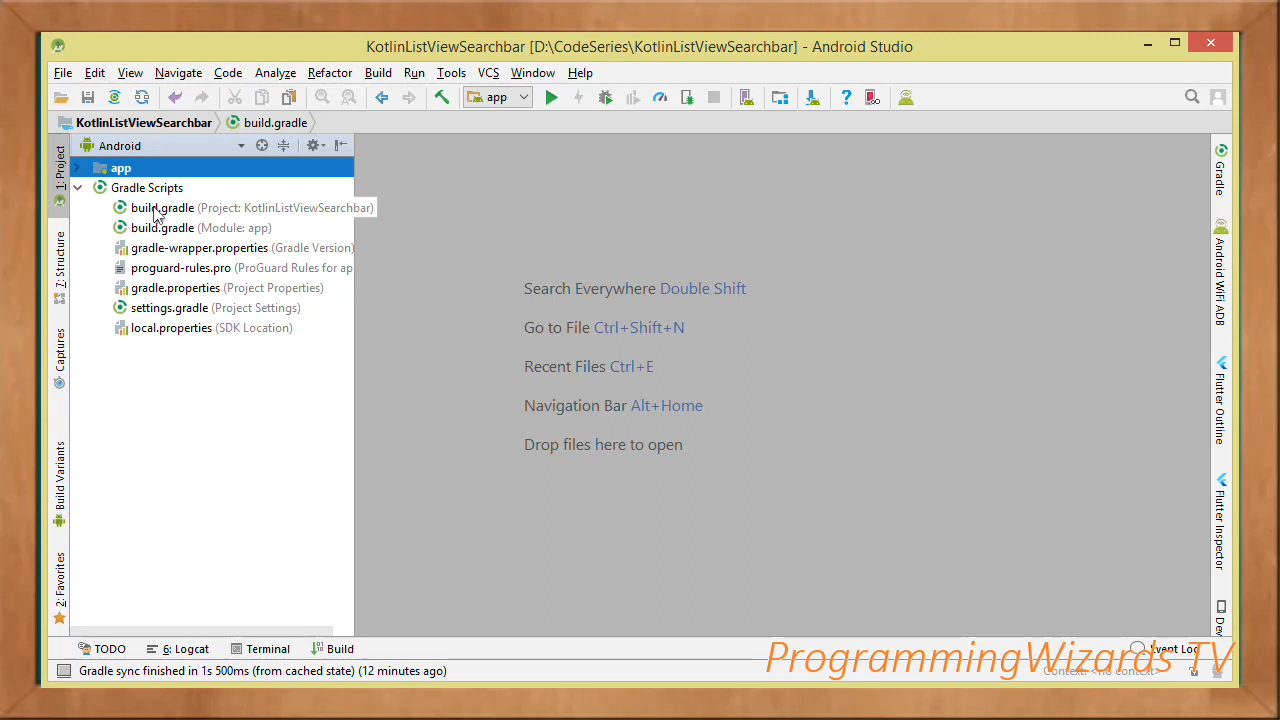 KotlinListViewSearchbar [D:\CodeSeries\KotlinListViewSearchbar] - Android Studio
File Edit View Navigate Code Analyze Refactor Build Run Tools VCS Window Help
app
KotlinListViewSearchbar build.gradle
Android
app
Gradle Scripts
build.gradle (Project: KotlinListViewSearchbar)
build.gradle (Module: app)
gradle-wrapper.properties (Gradle Version)
proguard-rules.pro (ProGuard Rules for ap
gradle.properties (Project Properties)
settings.gradle (Project Settings)
local.properties (SDK Location)
1: Project
7: Structure
Captures
Build Variants
2: Favorites
Search Everywhere Double Shift
Go to File Ctrl+Shift+N
Recent Files Ctrl+E
Navigation Bar Alt+Home
Drop files here to open
Gradle
Android WiFi ADB
Flutter Outline
Flutter Inspector
Dev
TODO 6: Logcat Terminal Build Event Log
ProgrammingWizards TV
Gradle sync finished in 1s 500ms (from cached state) (12 minutes ago) Context: <no context>